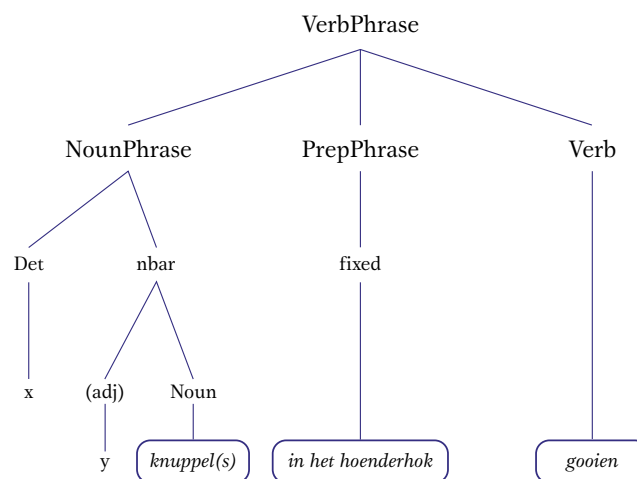 VerbPhrase
NounPhrase PrepPhrase Verb
Det nbar fixed
x (adj) Noun
y knuppel(s) in het hoenderhok gooien